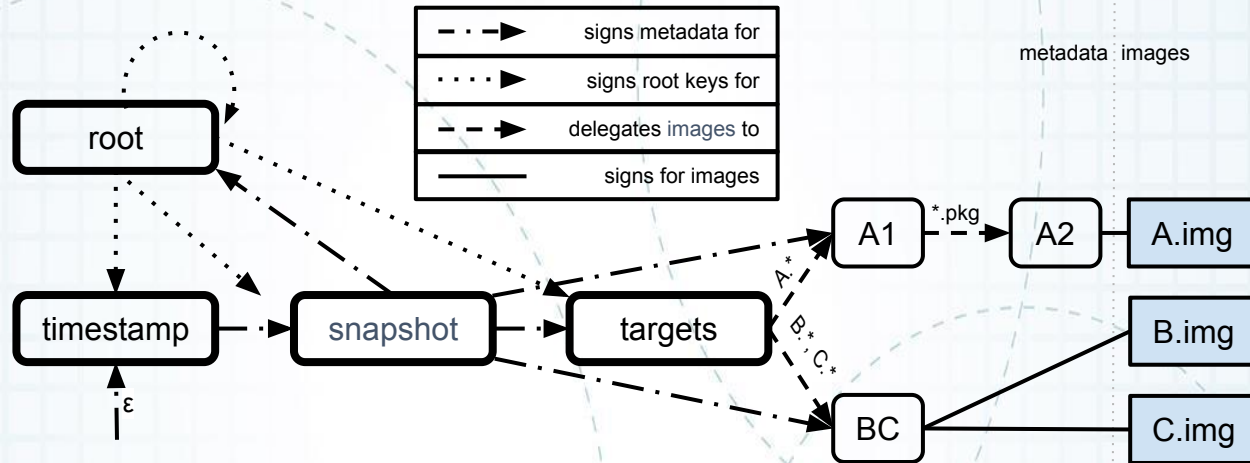 signs metadata for
signs root keys for
delegates images to
signs for images
metadata images
root
A1
*.pkg
A2
A.img
timestamp
snapshot
targets
A.*
B.*, C.*
B.img
ε
BC
C.img